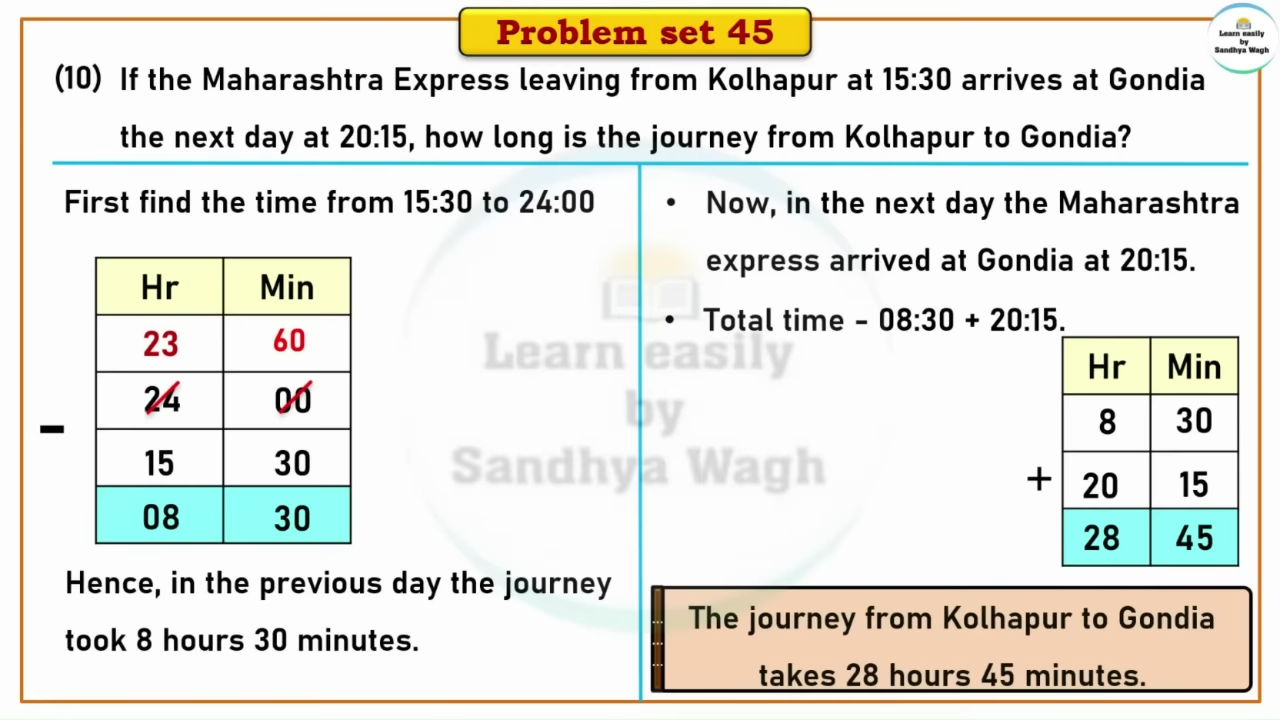 Problem set 45
Learn easily
by
Sandhya Wagh
(10) If the Maharashtra Express leaving from Kolhapur at 15:30 arrives at Gondia
the next day at 20:15, how long is the journey from Kolhapur to Gondia?
First find the time from 15:30 to 24:00
Hr Min
23 60
24 00
- 15 30
08 30
Hence, in the previous day the journey
took 8 hours 30 minutes.
• Now, in the next day the Maharashtra
express arrived at Gondia at 20:15.
• Total time - 08:30 + 20:15.
Hr Min
8 30
+ 20 15
28 45
The journey from Kolhapur to Gondia
takes 28 hours 45 minutes.
Learn easily
by
Sandhya Wagh